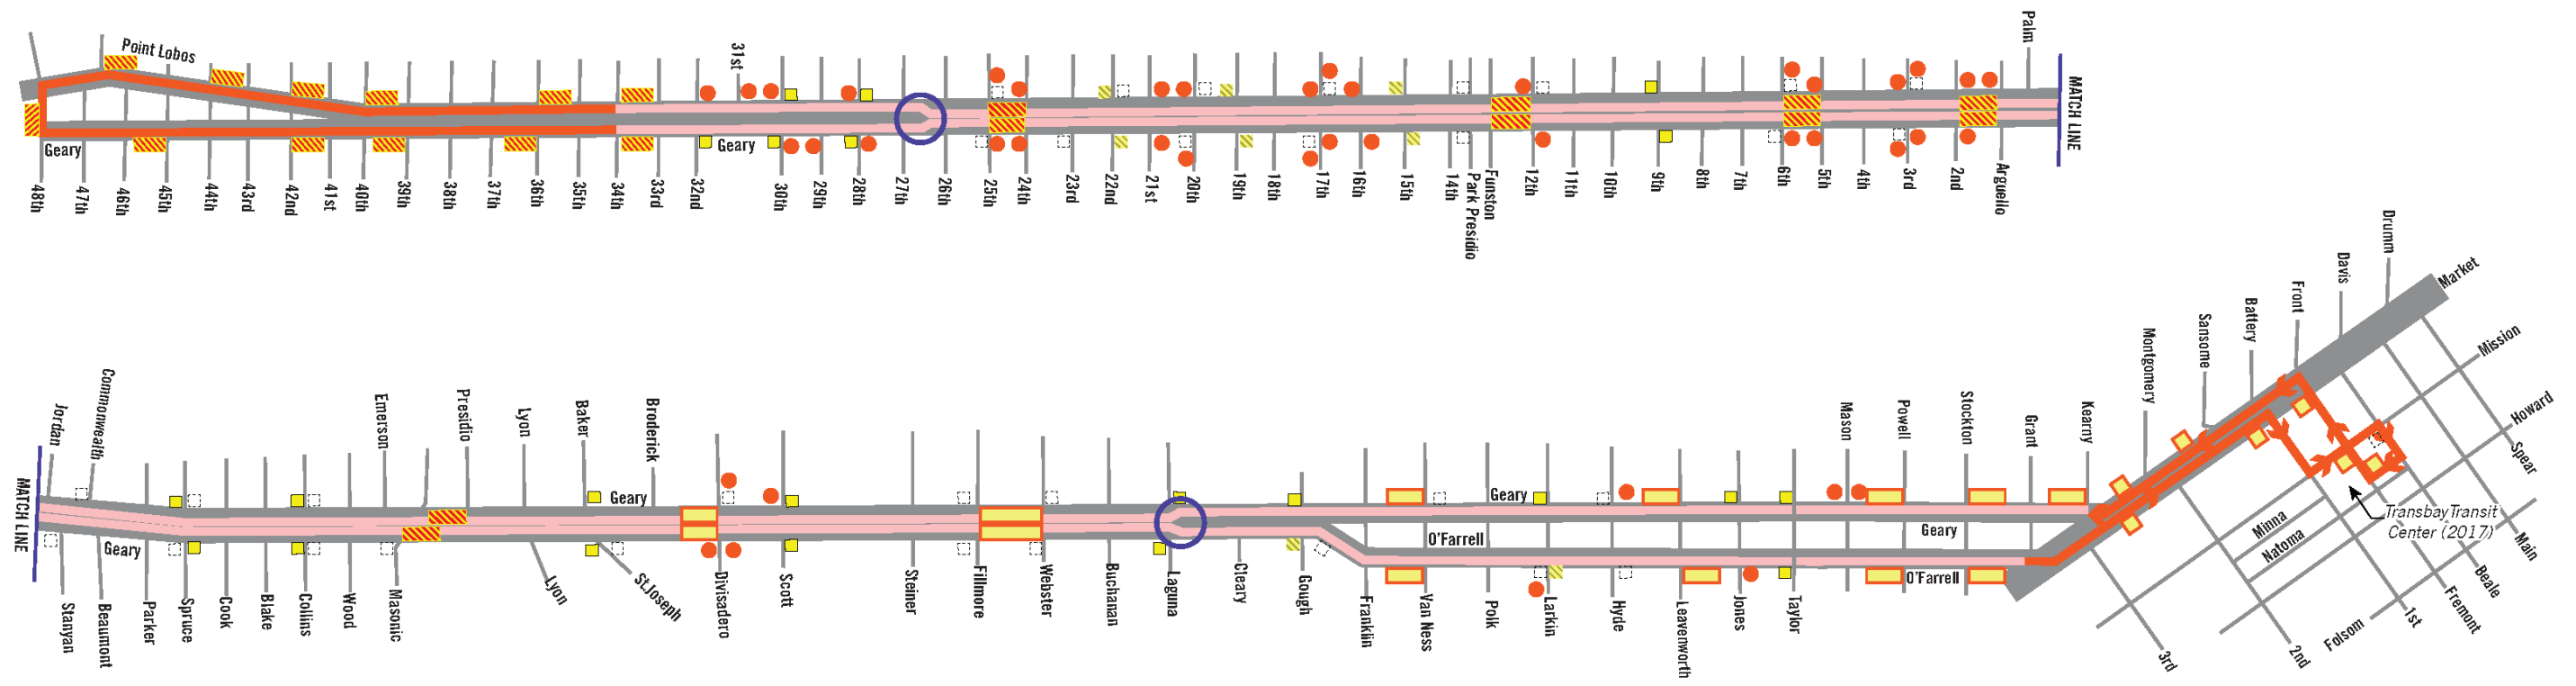 Point Lobos
31st
Palm
MATCH LINE
Geary
Geary
48th
47th
46th
45th
44th
43rd
42nd
41st
40th
39th
38th
37th
36th
35th
34th
33rd
32nd
30th
29th
28th
27th
26th
25th
24th
23rd
22nd
21st
20th
19th
18th
17th
16th
15th
14th
Park Presidio
Funston
12th
11th
10th
9th
8th
7th
6th
5th
4th
3rd
2nd
Arguello
MATCH LINE
Jordan
Commonwealth
Emerson
Presidio
Lyon
Baker
Broderick
Geary
Geary
Mason
Powell
Stockton
Grant
Kearny
Montgomery
Sansome
Battery
Front
Davis
Drumm
Market
Mission
Howard
Spear
Main
Beale
Fremont
1st
Folsom
2nd
3rd
Minna
Natoma
Transbay Transit
Center (2017)
Geary
O'Farrell
Geary
O'Farrell
Stanyan
Beaumont
Parker
Spruce
Cook
Blake
Collins
Wood
Masonic
Lyon
St.Joseph
Divisadero
Scott
Steiner
Fillmore
Webster
Buchanan
Laguna
Cleary
Gough
Franklin
Van Ness
Polk
Larkin
Hyde
Leavenworth
Jones
Taylor